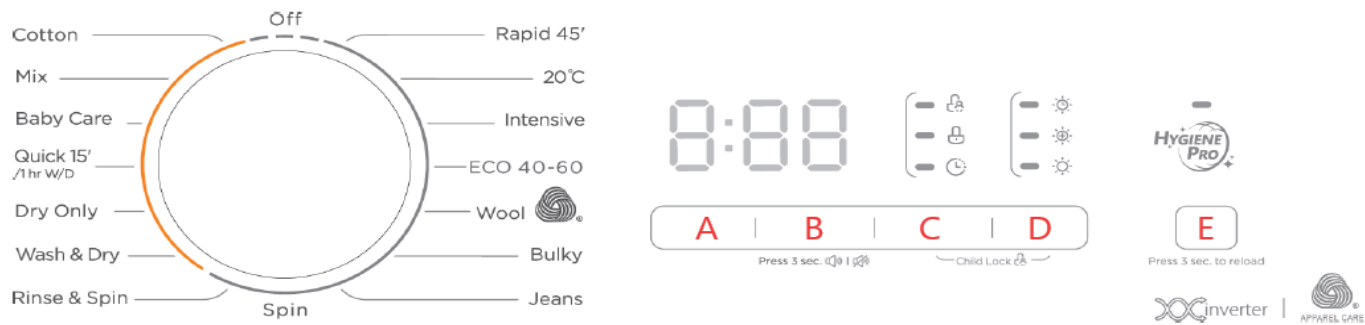 Off
Cotton
Rapid 45'
Mix
20°C
Baby Care
Intensive
Quick 15'
/1 hr W/D
ECO 40-60
Dry Only
Wool
Wash & Dry
Bulky
Rinse & Spin
Jeans
Spin
8:88
HYGIENE
PRO
A B C D E
Press 3 sec. |
Child Lock
Press 3 sec. to reload
inverter |
APPAREL CARE